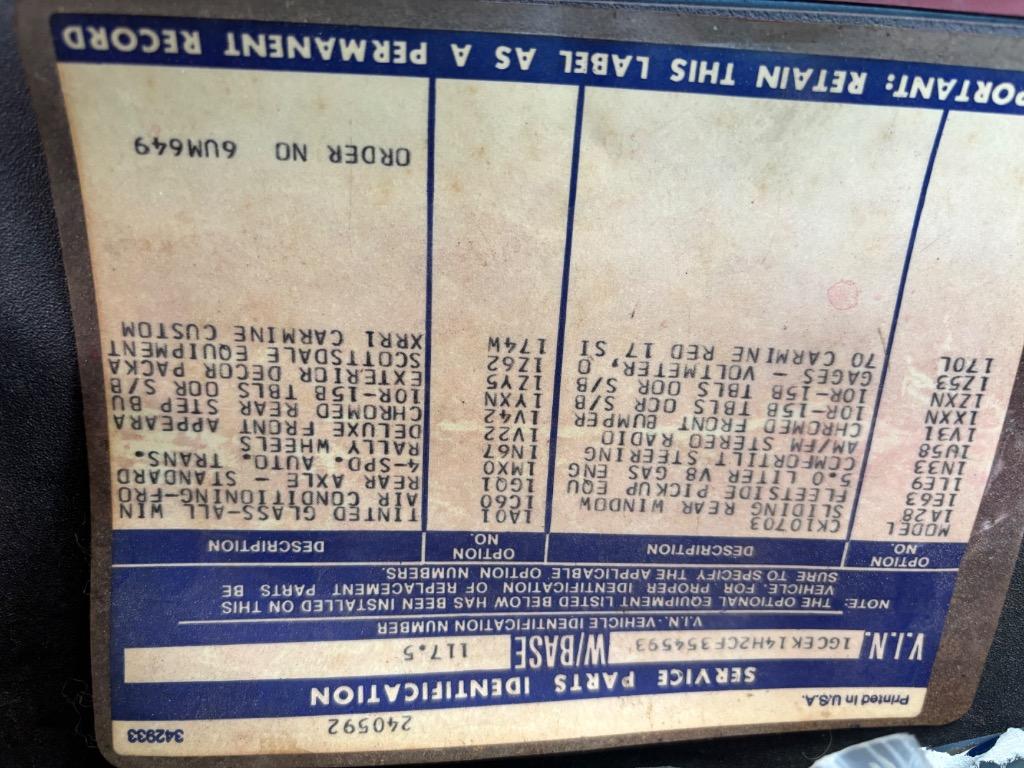 342933
240592
Printed in U.S.A.
SERVICE PARTS IDENTIFICATION
V.I.N. 1GCEK14H2CF354593 W/BASE 117.5
V.I.N. - VEHICLE IDENTIFICATION NUMBER
NOTE: THE OPTIONAL EQUIPMENT LISTED BELOW HAS BEEN INSTALLED ON THIS
VEHICLE. FOR PROPER IDENTIFICATION OF REPLACEMENT PARTS BE
SURE TO SPECIFY THE APPLICABLE OPTION NUMBERS.
OPTION NO. DESCRIPTION OPTION NO. DESCRIPTION
MODEL CK10703 1A01 TINTED GLASS-ALL WIN
1A28 SLIDING REAR WINDOW 1C60 AIR CONDITIONING-FRO
1E63 FLEETSIDE PICKUP EQU 1GQ1 REAR AXLE - STANDARD
1LE9 5.0 LITER V8 GAS ENG 1MX0 4-SPD. AUTO. TRANS.
1N33 COMFORTILT STEERING 1N67 RALLY WHEELS
1U58 AM/FM STEREO RADIO 1V22 DELUXE FRONT APPEARA
1V31 CHROMED FRONT BUMPER 1V42 CHROMED REAR STEP BU
1XXN 10R-15B TBLS OCR S/B 1YXN 10R-15B TBLS OOR S/B
1ZXN 10R-15B TBLS OOR S/B 1ZY5 EXTERIOR DECOR PACKA
1Z53 GAGES - VOLTMETER, O 1Z62 SCOTTSDALE EQUIPMENT
170L 70 CARMINE RED 17 SI 174W XRR1 CARMINE CUSTOM
ORDER NO 6UM649
PORTANT: RETAIN THIS LABEL AS A PERMANENT RECORD